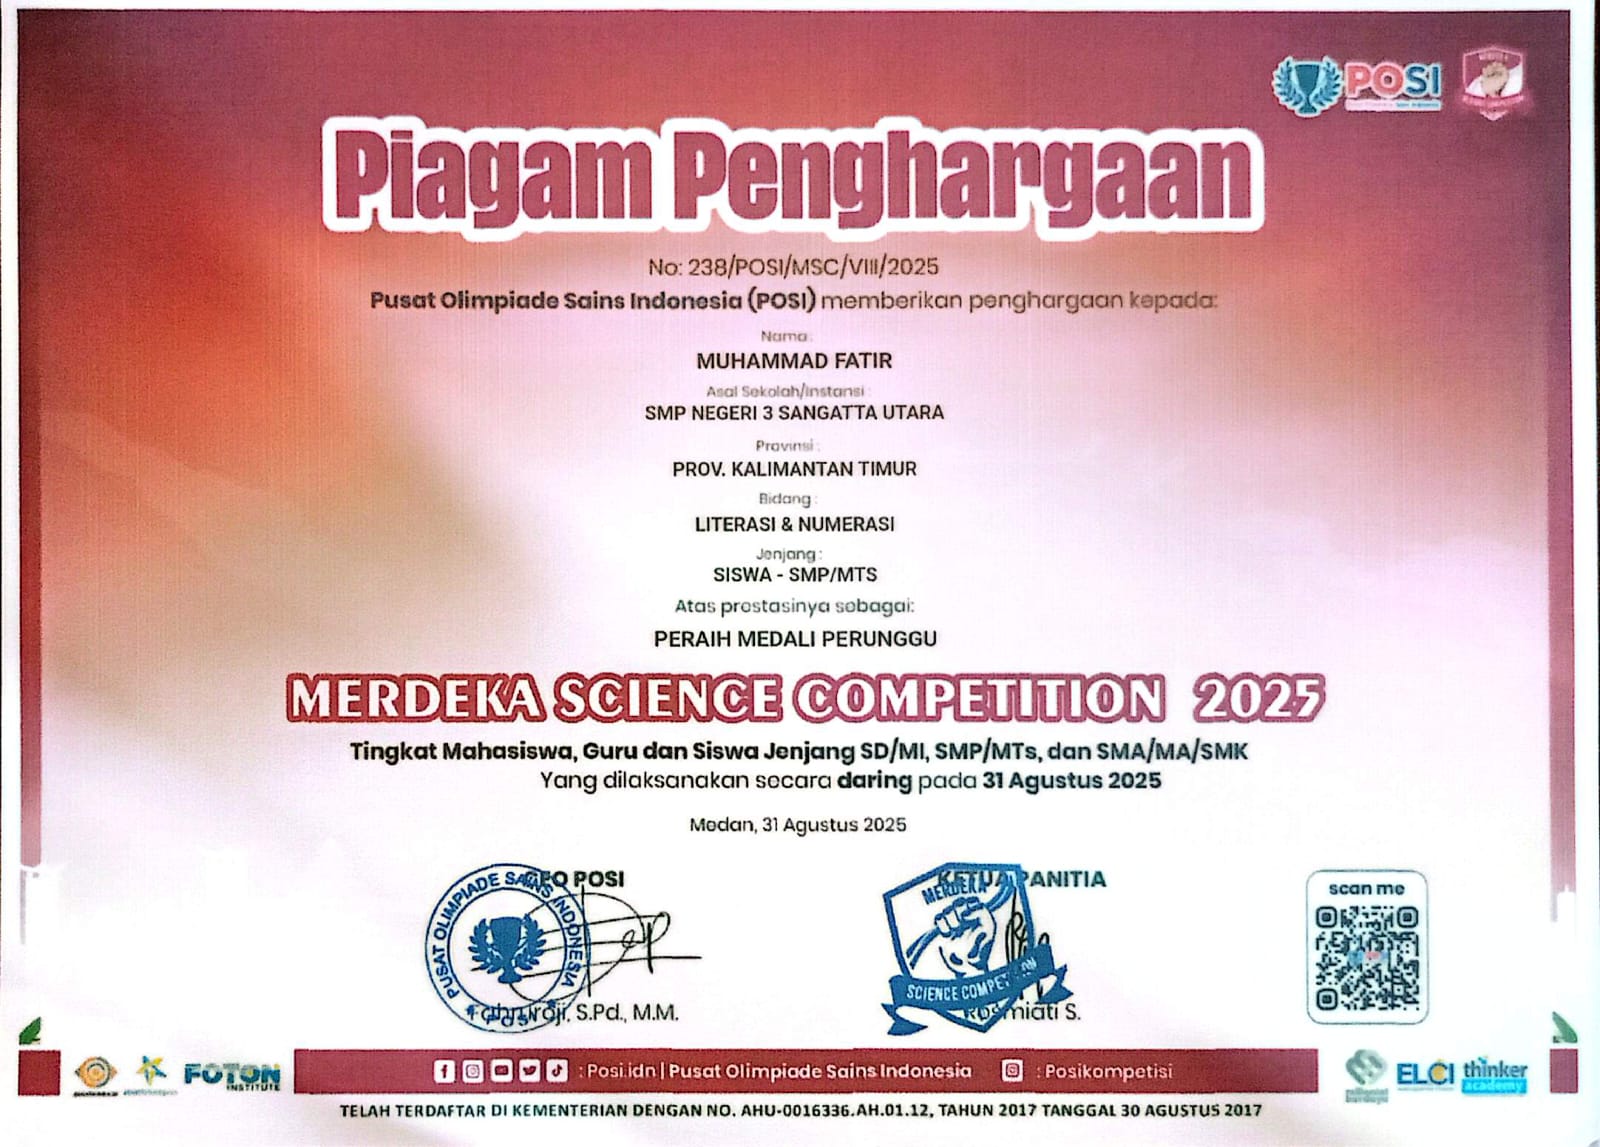 POSI
Piagam Penghargaan
No: 238/POSI/MSC/VIII/2025
Pusat Olimpiade Sains Indonesia (POSI) memberikan penghargaan kepada:
Nama :
MUHAMMAD FATIR
Asal Sekolah/Instansi :
SMP NEGERI 3 SANGATTA UTARA
Provinsi :
PROV. KALIMANTAN TIMUR
Bidang :
LITERASI & NUMERASI
Jenjang :
SISWA - SMP/MTS
Atas prestasinya sebagai:
PERAIH MEDALI PERUNGGU
MERDEKA SCIENCE COMPETITION 2025
Tingkat Mahasiswa, Guru dan Siswa Jenjang SD/MI, SMP/MTs, dan SMA/MA/SMK
Yang dilaksanakan secara daring pada 31 Agustus 2025
Medan, 31 Agustus 2025
CEO POSI
KETUA PANITIA
scan me
PUSAT OLIMPIADE SAINS INDONESIA
POSI
MERDEKA
SCIENCE COMPETITION
S.Pd., M.M.
Rosmiati S.
FOTON
INSTITUTE
: Posi.idn | Pusat Olimpiade Sains Indonesia
: Posikompetisi
ELCI
thinker
academy
TELAH TERDAFTAR DI KEMENTERIAN DENGAN NO. AHU-0016336.AH.01.12, TAHUN 2017 TANGGAL 30 AGUSTUS 2017